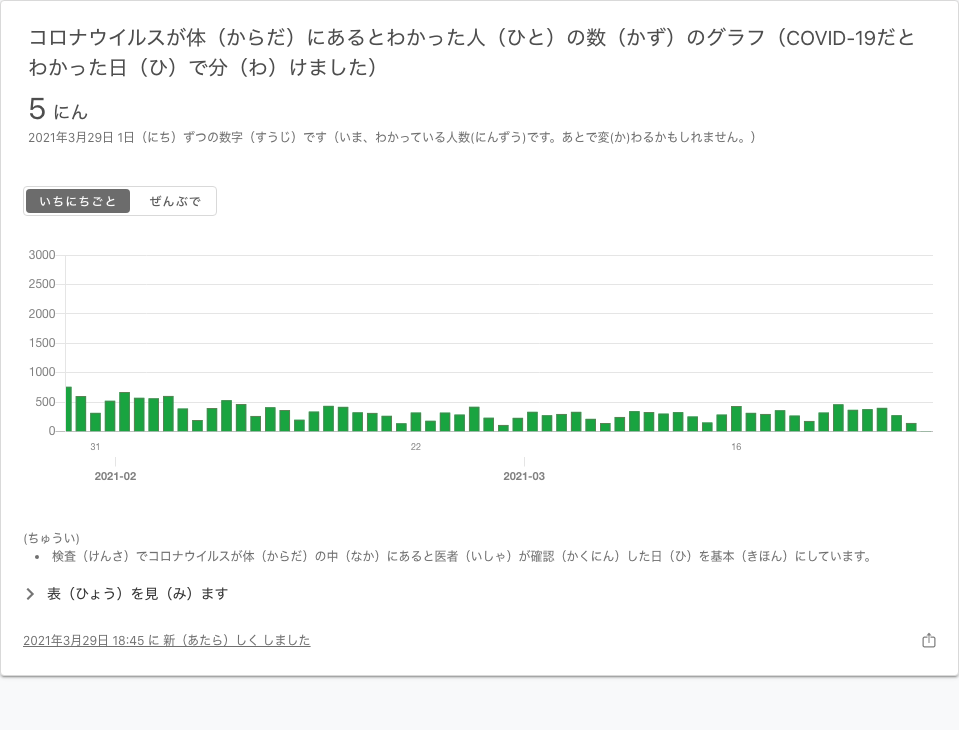 コロナウイルスが体（からだ）にあるとわかった人（ひと）の数（かず）のグラフ（COVID-19だと
わかった日（ひ）で分（わ）けました）
5 にん
2021年3月29日 1日（にち）ずつの数字（すうじ）です（いま、わかっている人数(にんずう)です。あとで変(か)わるかもしれません。）
いちにちごと ぜんぶで
3000
2500
2000
1500
1000
500
0
31 22 16
2021-02 2021-03
(ちゅうい)
• 検査（けんさ）でコロナウイルスが体（からだ）の中（なか）にあると医者（いしゃ）が確認（かくにん）した日（ひ）を基本（きほん）にしています。
表（ひょう）を見（み）ます
2021年3月29日 18:45 に 新（あたら）しく しました